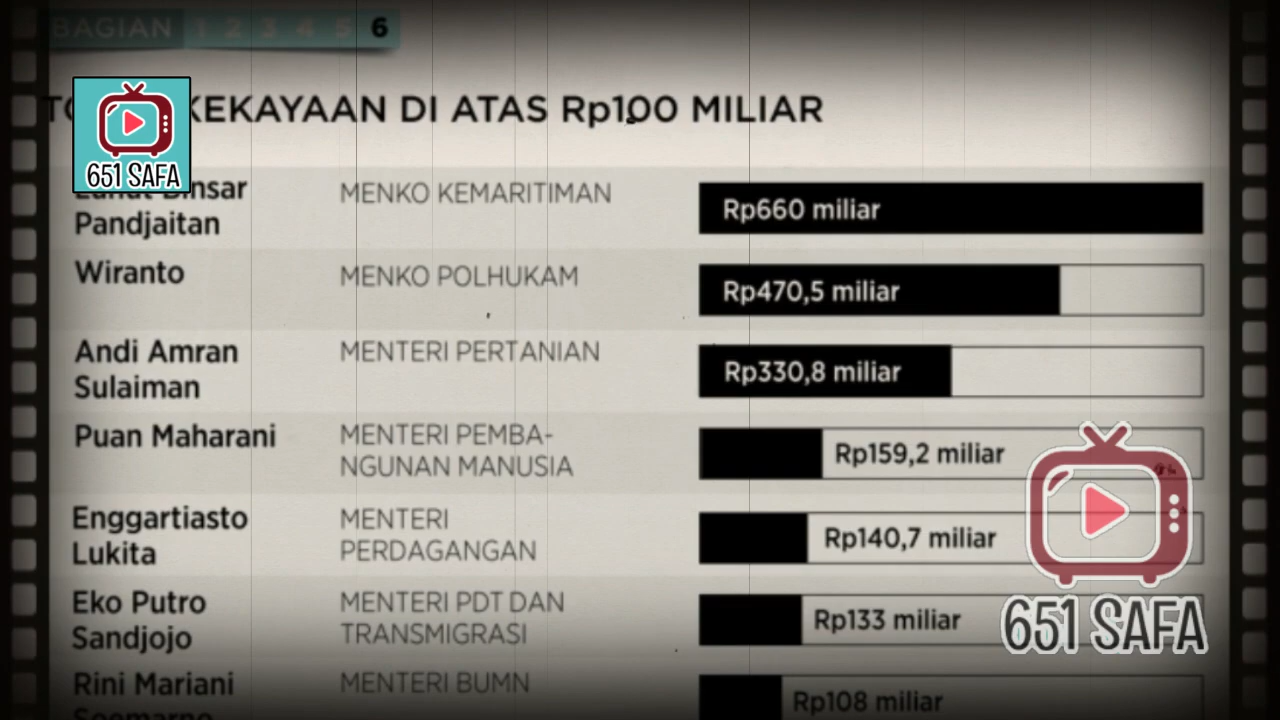 BAGIAN 1 2 3 4 5 6
KEKAYAAN DI ATAS Rp100 MILIAR
651 SAFA
Pandjaitan
MENKO KEMARITIMAN
Rp660 miliar
Wiranto
MENKO POLHUKAM
Rp470,5 miliar
Andi Amran
Sulaiman
MENTERI PERTANIAN
Rp330,8 miliar
Puan Maharani
MENTERI PEMBA-
NGUNAN MANUSIA
Rp159,2 miliar
Enggartiasto
Lukita
MENTERI
PERDAGANGAN
Rp140,7 miliar
Eko Putro
Sandjojo
MENTERI PDT DAN
TRANSMIGRASI
Rp133 miliar
651 SAFA
Rini Mariani
MENTERI BUMN
Rp108 miliar